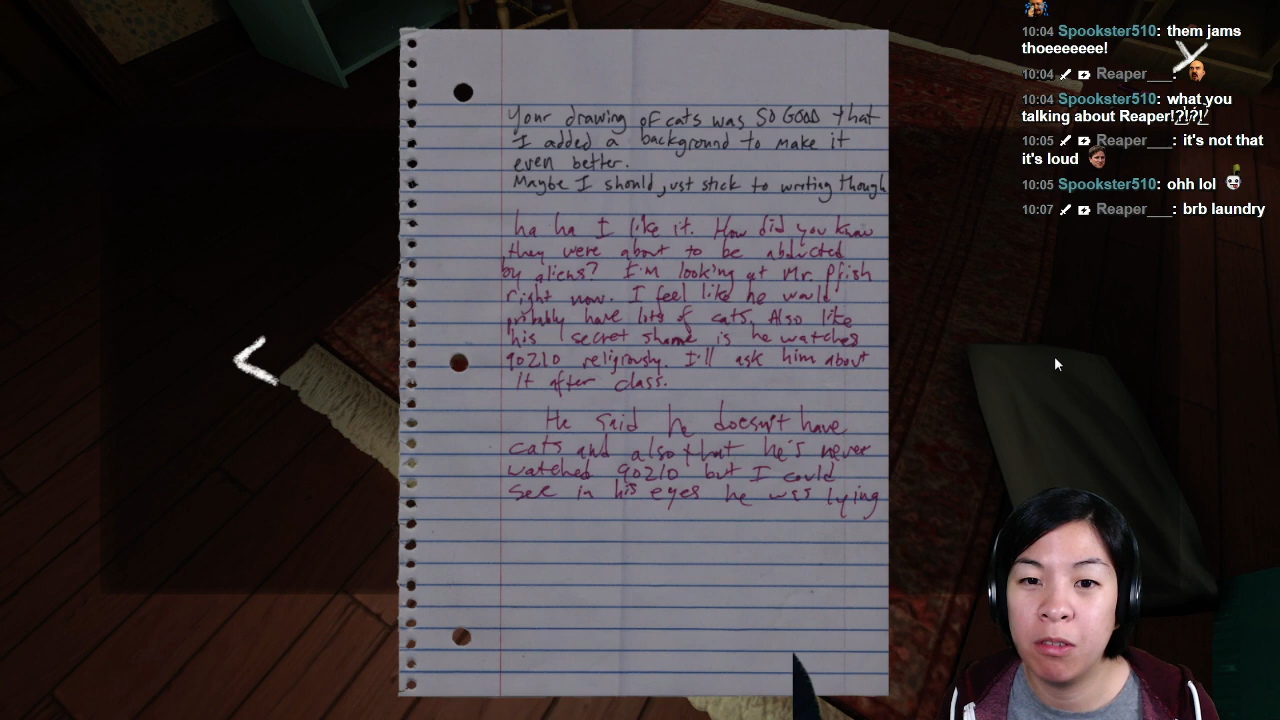 Your drawing of cats was SO GOOD that
I added a background to make it
even better.
Maybe I should just stick to writing though
ha ha I like it. How did you know
they were about to be abducted
by aliens? I'm looking at Mr. Pfish
right now. I feel like he would
probably have lots of cats. Also like
his secret shame is he watches
90210 religiously. I'll ask him about
it after class.
He said he doesn't have
cats and also that he's never
watched 90210 but I could
see in his eyes he was lying
10:04 Spookster510: them jams
thoeeeeeee!
10:04 Reaper___:
10:04 Spookster510: what you
talking about Reaper!?!?!
10:05 Reaper___: it's not that
it's loud
10:05 Spookster510: ohh lol
10:07 Reaper___: brb laundry